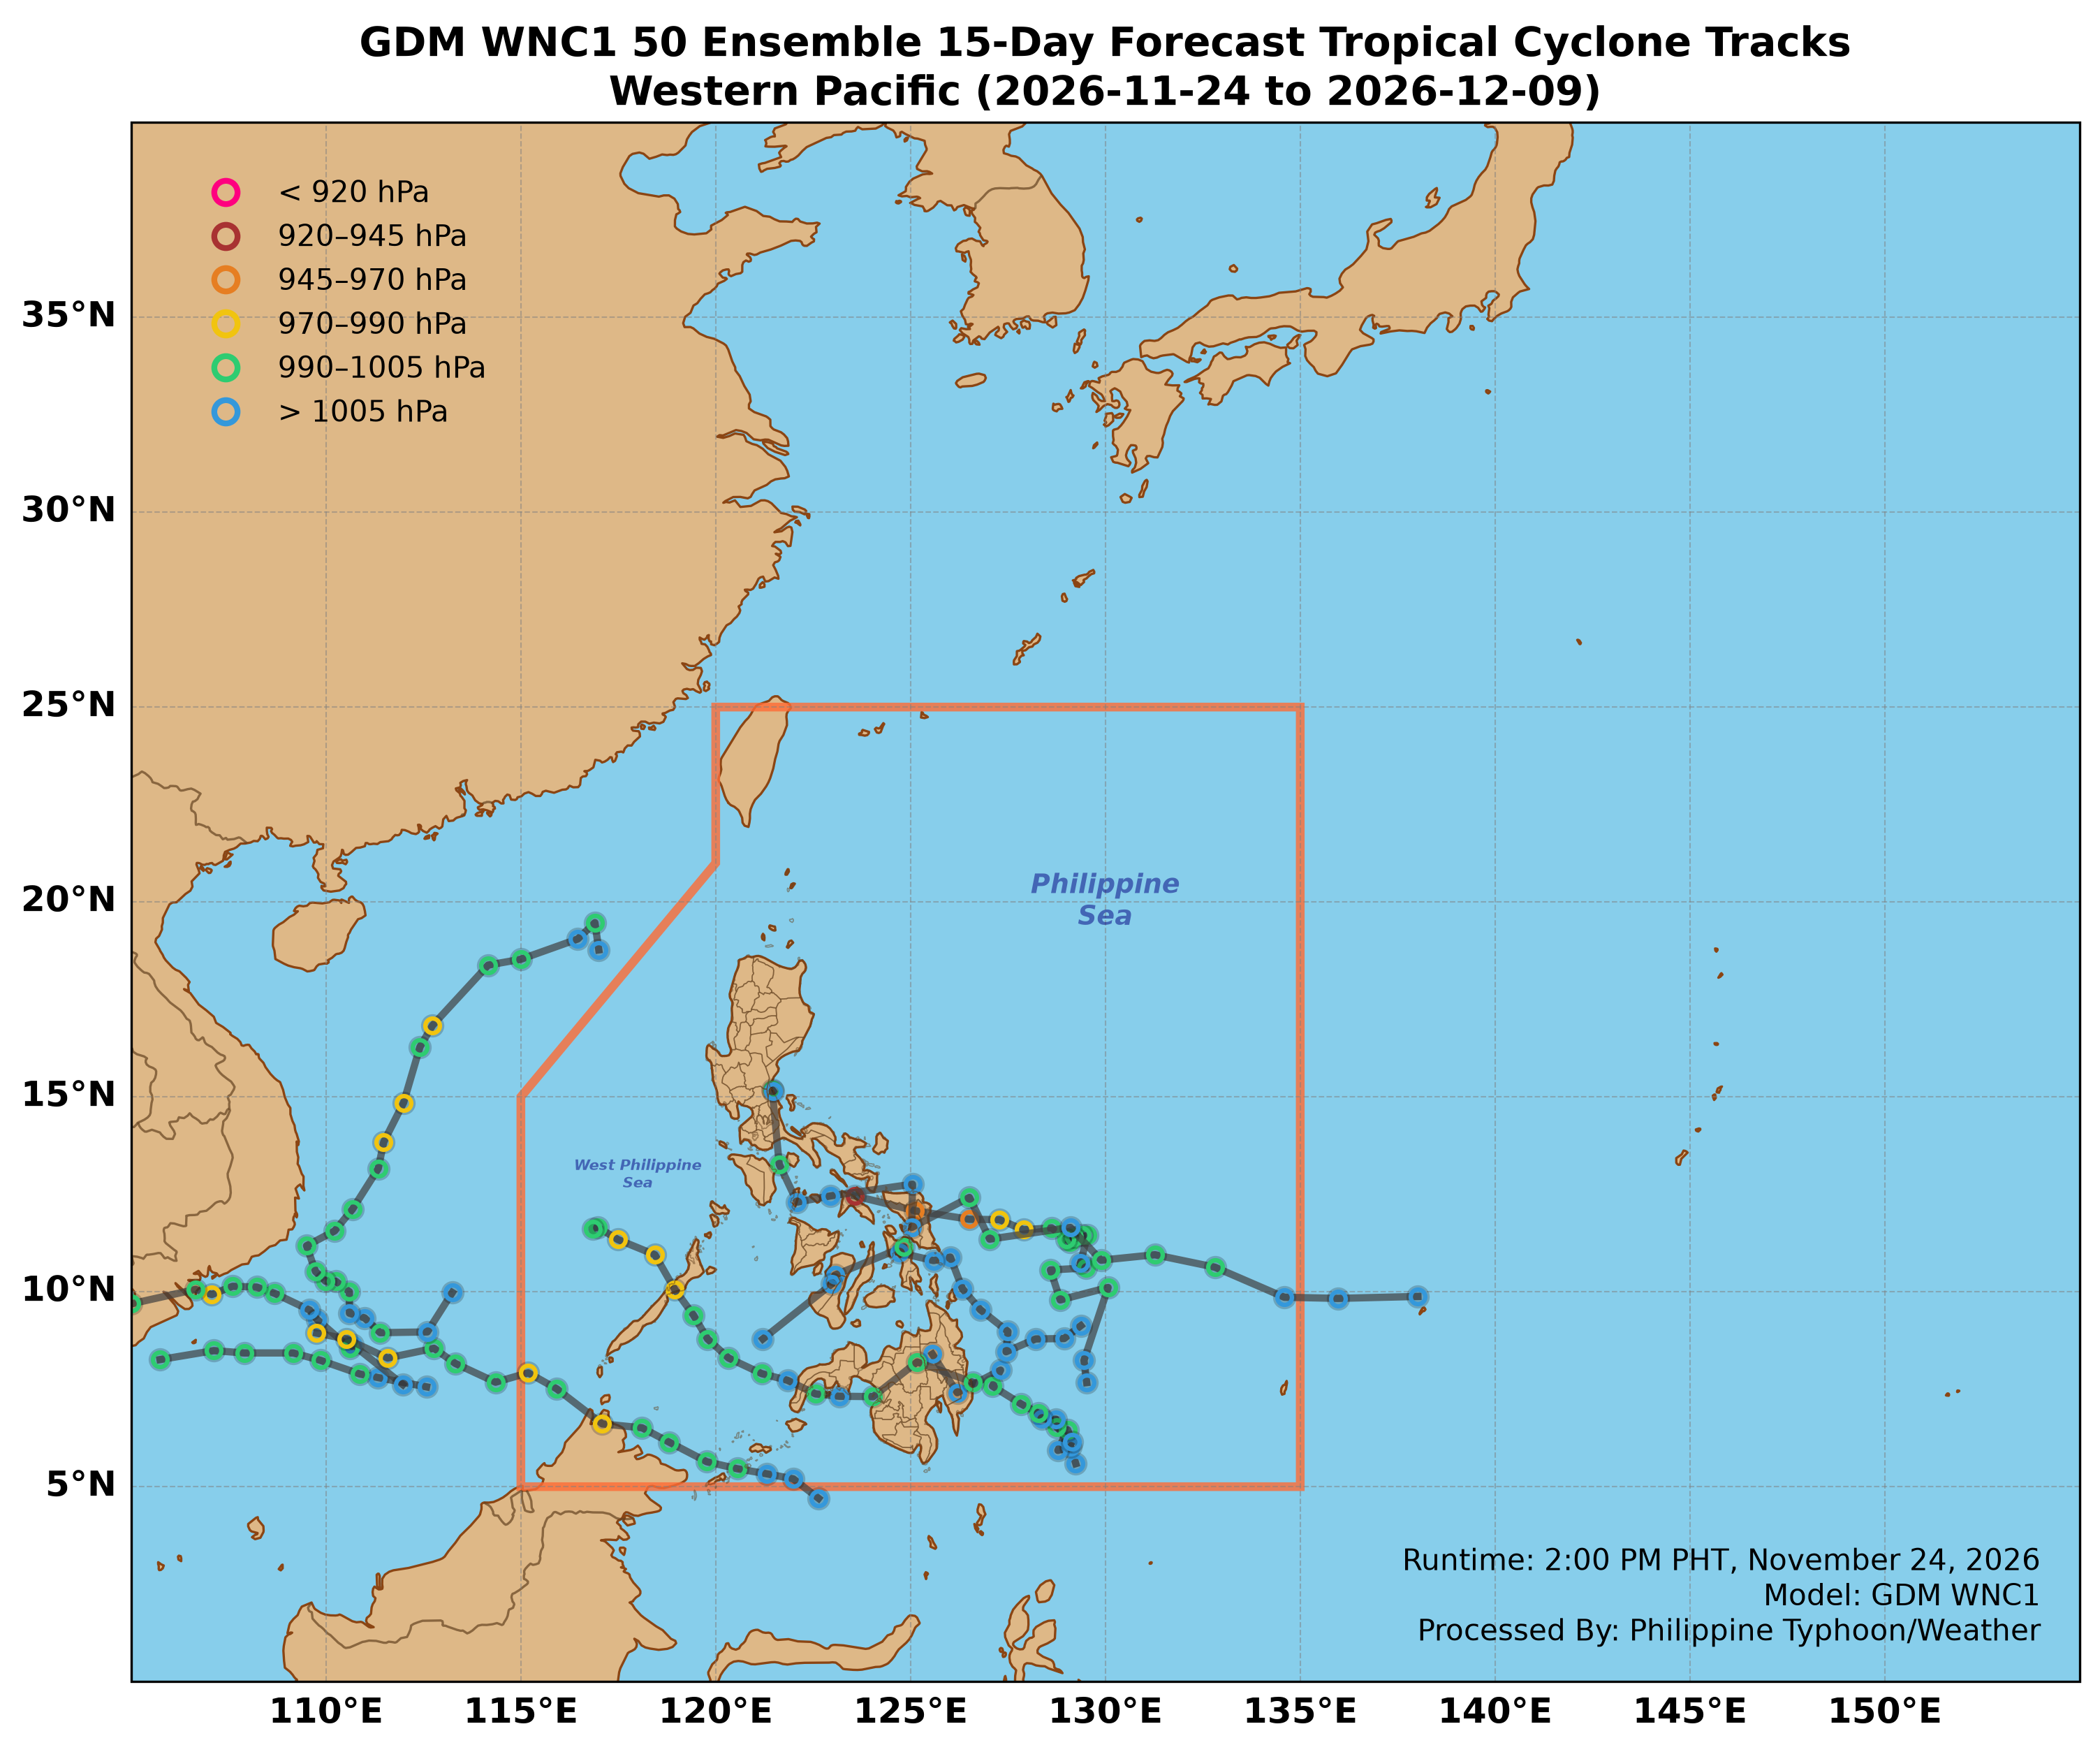 GDM WNC1 50 Ensemble 15-Day Forecast Tropical Cyclone Tracks
Western Pacific (2026-11-24 to 2026-12-09)
< 920 hPa
920–945 hPa
945–970 hPa
970–990 hPa
990–1005 hPa
> 1005 hPa
35°N
30°N
25°N
20°N
15°N
10°N
5°N
Philippine
Sea
West Philippine
Sea
Runtime: 2:00 PM PHT, November 24, 2026
Model: GDM WNC1
Processed By: Philippine Typhoon/Weather
110°E 115°E 120°E 125°E 130°E 135°E 140°E 145°E 150°E